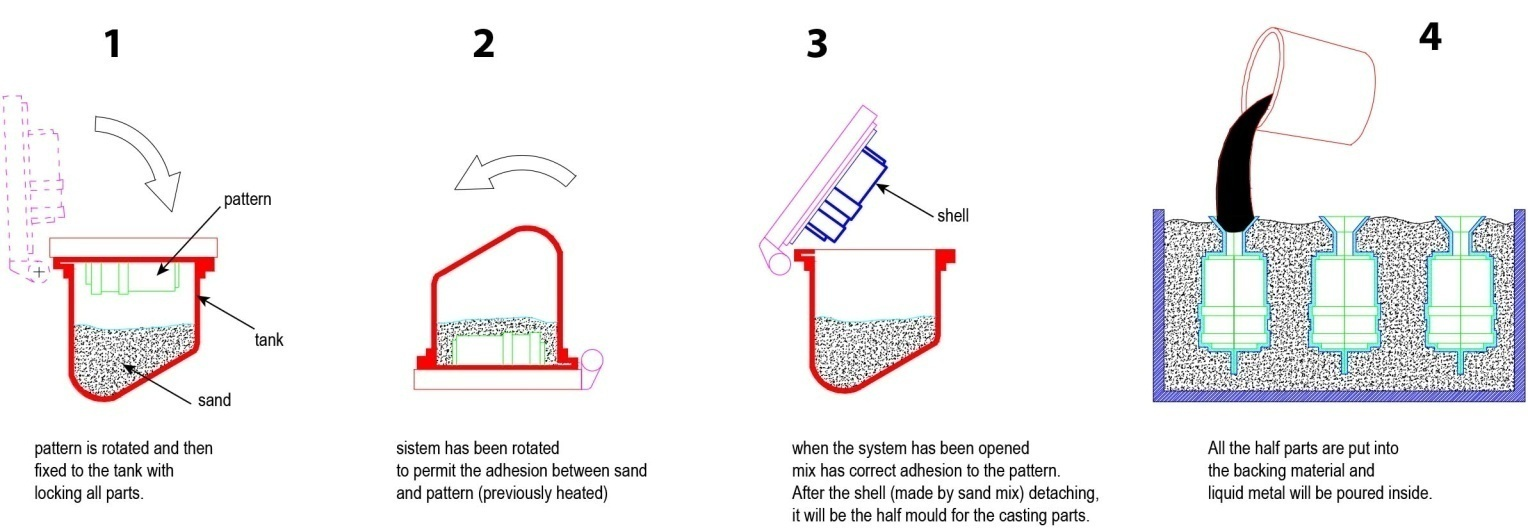 1
pattern
tank
sand
pattern is rotated and then
fixed to the tank with
locking all parts.
2
sistem has been rotated
to permit the adhesion between sand
and pattern (previously heated)
3
shell
when the system has been opened
mix has correct adhesion to the pattern.
After the shell (made by sand mix) detaching,
it will be the half mould for the casting parts.
4
All the half parts are put into
the backing material and
liquid metal will be poured inside.